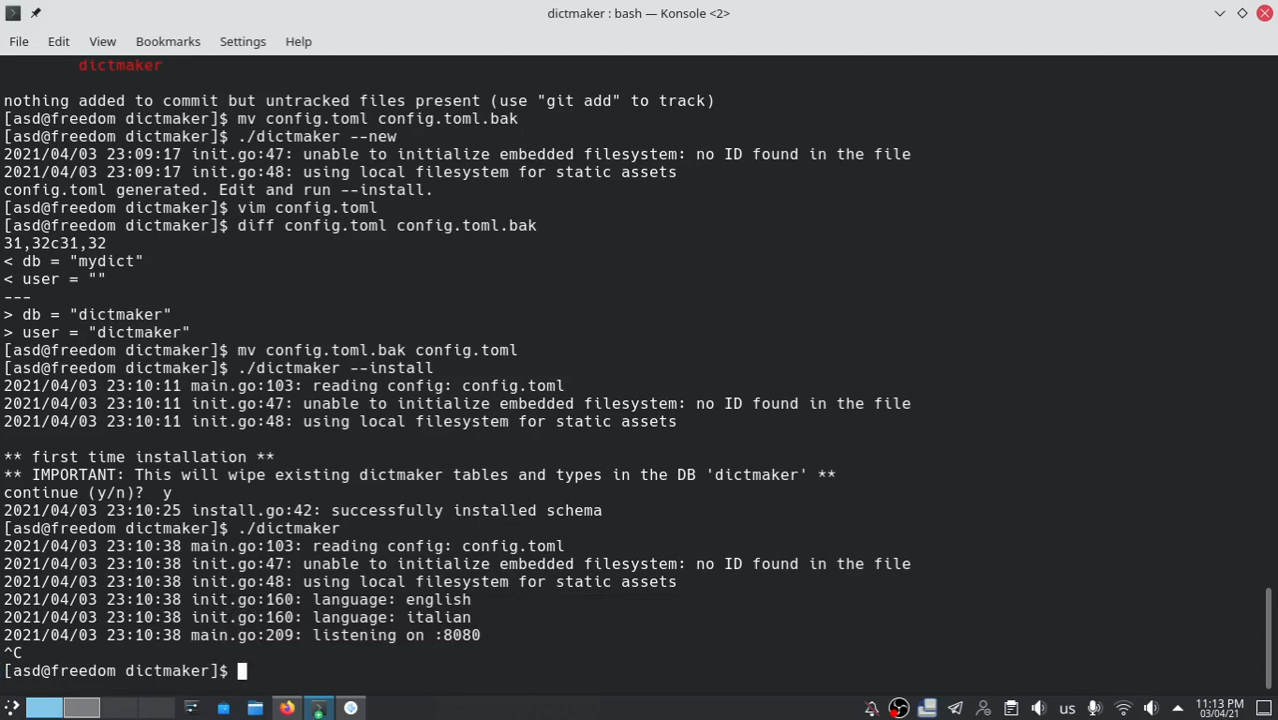 dictmaker : bash — Konsole <2>
File Edit View Bookmarks Settings Help
dictmaker
nothing added to commit but untracked files present (use "git add" to track)
[asd@freedom dictmaker]$ mv config.toml config.toml.bak
[asd@freedom dictmaker]$ ./dictmaker --new
2021/04/03 23:09:17 init.go:47: unable to initialize embedded filesystem: no ID found in the file
2021/04/03 23:09:17 init.go:48: using local filesystem for static assets
config.toml generated. Edit and run --install.
[asd@freedom dictmaker]$ vim config.toml
[asd@freedom dictmaker]$ diff config.toml config.toml.bak
31,32c31,32
< db = "mydict"
< user = ""
---
> db = "dictmaker"
> user = "dictmaker"
[asd@freedom dictmaker]$ mv config.toml.bak config.toml
[asd@freedom dictmaker]$ ./dictmaker --install
2021/04/03 23:10:11 main.go:103: reading config: config.toml
2021/04/03 23:10:11 init.go:47: unable to initialize embedded filesystem: no ID found in the file
2021/04/03 23:10:11 init.go:48: using local filesystem for static assets
** first time installation **
** IMPORTANT: This will wipe existing dictmaker tables and types in the DB 'dictmaker' **
continue (y/n)?  y
2021/04/03 23:10:25 install.go:42: successfully installed schema
[asd@freedom dictmaker]$ ./dictmaker
2021/04/03 23:10:38 main.go:103: reading config: config.toml
2021/04/03 23:10:38 init.go:47: unable to initialize embedded filesystem: no ID found in the file
2021/04/03 23:10:38 init.go:48: using local filesystem for static assets
2021/04/03 23:10:38 init.go:160: language: english
2021/04/03 23:10:38 init.go:160: language: italian
2021/04/03 23:10:38 main.go:209: listening on :8080
^C
[asd@freedom dictmaker]$
us
11:13 PM
03/04/21